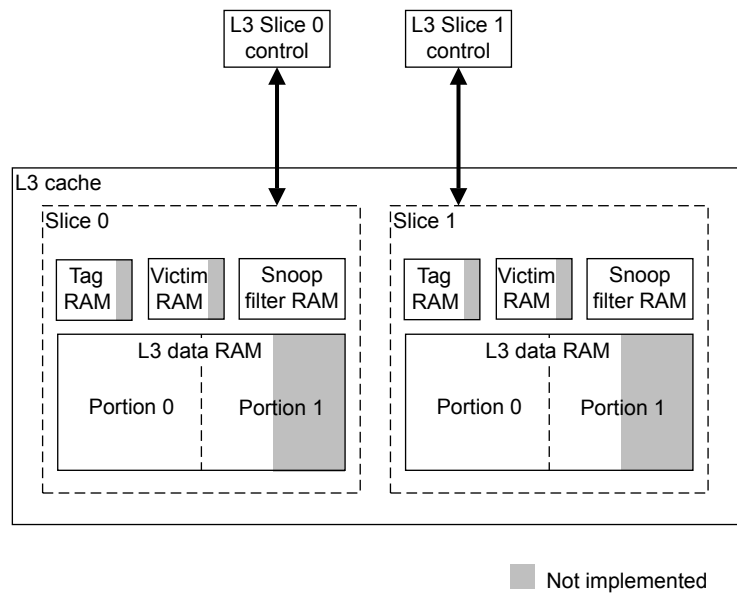 L3 Slice 0
control
L3 Slice 1
control
L3 cache
Slice 0
Tag
RAM
Victim
RAM
Snoop
filter RAM
L3 data RAM
Portion 0
Portion 1
Slice 1
Tag
RAM
Victim
RAM
Snoop
filter RAM
L3 data RAM
Portion 0
Portion 1
Not implemented